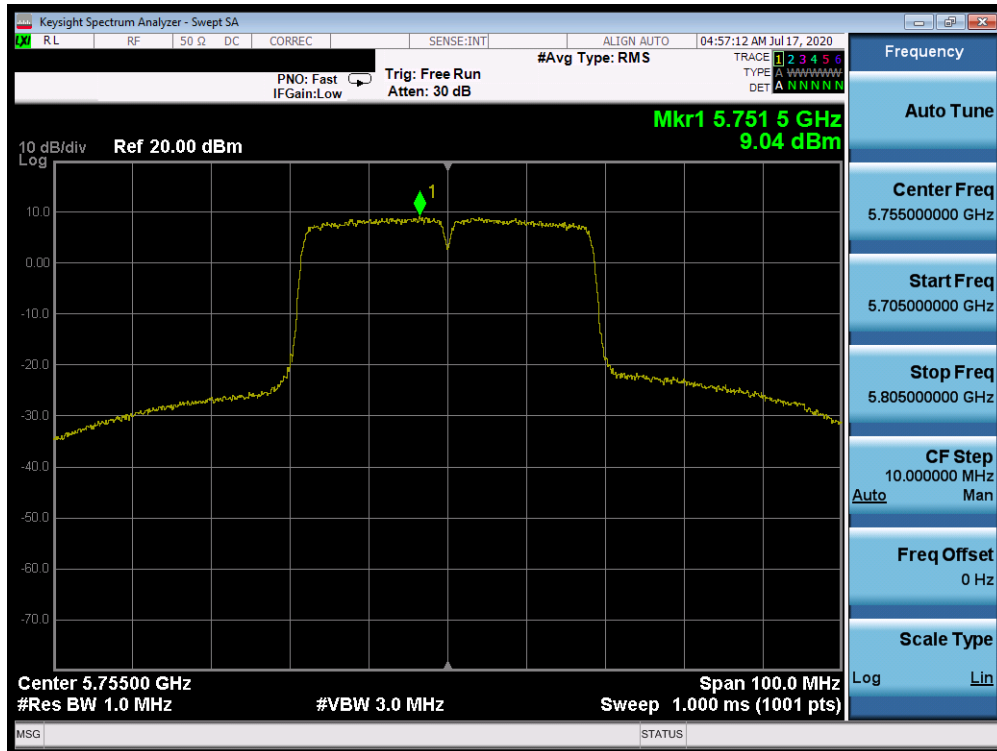 Keysight Spectrum Analyzer - Swept SA
LXI RL RF 50 Ω DC CORREC SENSE:INT ALIGN AUTO 04:57:12 AM Jul 17, 2020
PNO: Fast
IFGain:Low
Trig: Free Run
Atten: 30 dB
#Avg Type: RMS
TRACE 1 2 3 4 5 6
TYPE A WWWWW
DET A N N N N N
Mkr1 5.751 5 GHz
9.04 dBm
10 dB/div Ref 20.00 dBm
Log
1
10.0
0.00
-10.0
-20.0
-30.0
-40.0
-50.0
-60.0
-70.0
Center 5.75500 GHz Span 100.0 MHz
#Res BW 1.0 MHz #VBW 3.0 MHz Sweep 1.000 ms (1001 pts)
MSG STATUS
Frequency
Auto Tune
Center Freq
5.755000000 GHz
Start Freq
5.705000000 GHz
Stop Freq
5.805000000 GHz
CF Step
10.000000 MHz
Auto Man
Freq Offset
0 Hz
Scale Type
Log Lin